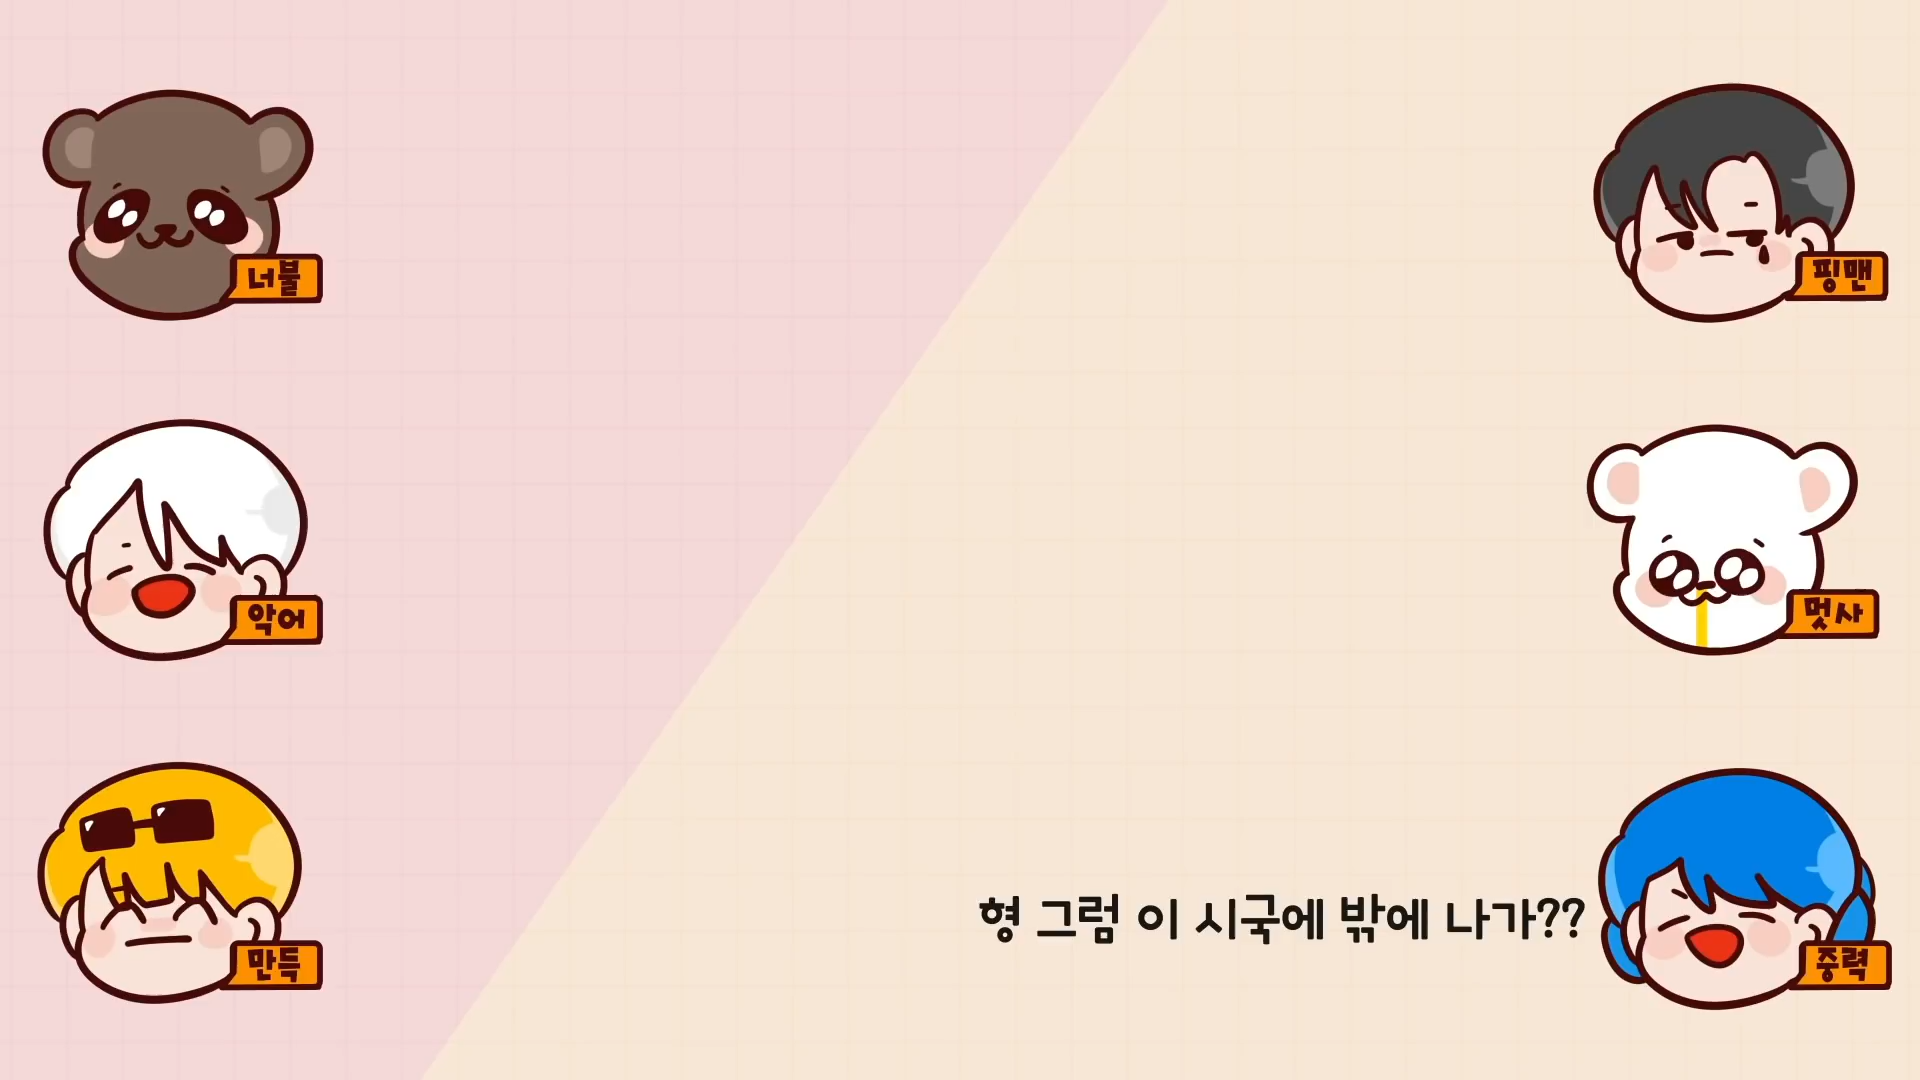 너불
핑맨
악어
멋사
만득
형 그럼 이 시국에 밖에 나가??
중력